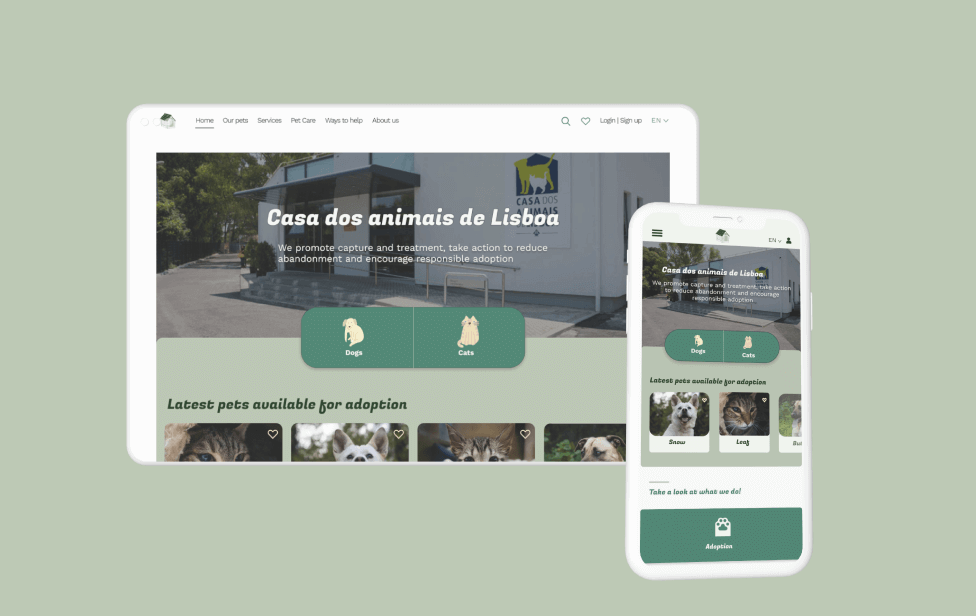 Home Our pets Services Pet Care Ways to help About us Login | Sign up EN
CASA DOS
ANIMAIS
Casa dos animais de Lisboa
We promote capture and treatment, take action to reduce
abandonment and encourage responsible adoption
Dogs Cats
Latest pets available for adoption
EN
Casa dos animais de Lisboa
We promote capture and treatment, take action
to reduce abandonment and encourage
responsible adoption
Dogs Cats
Latest pets available for adoption
Snow Leaf
Take a look at what we do!
Adoption